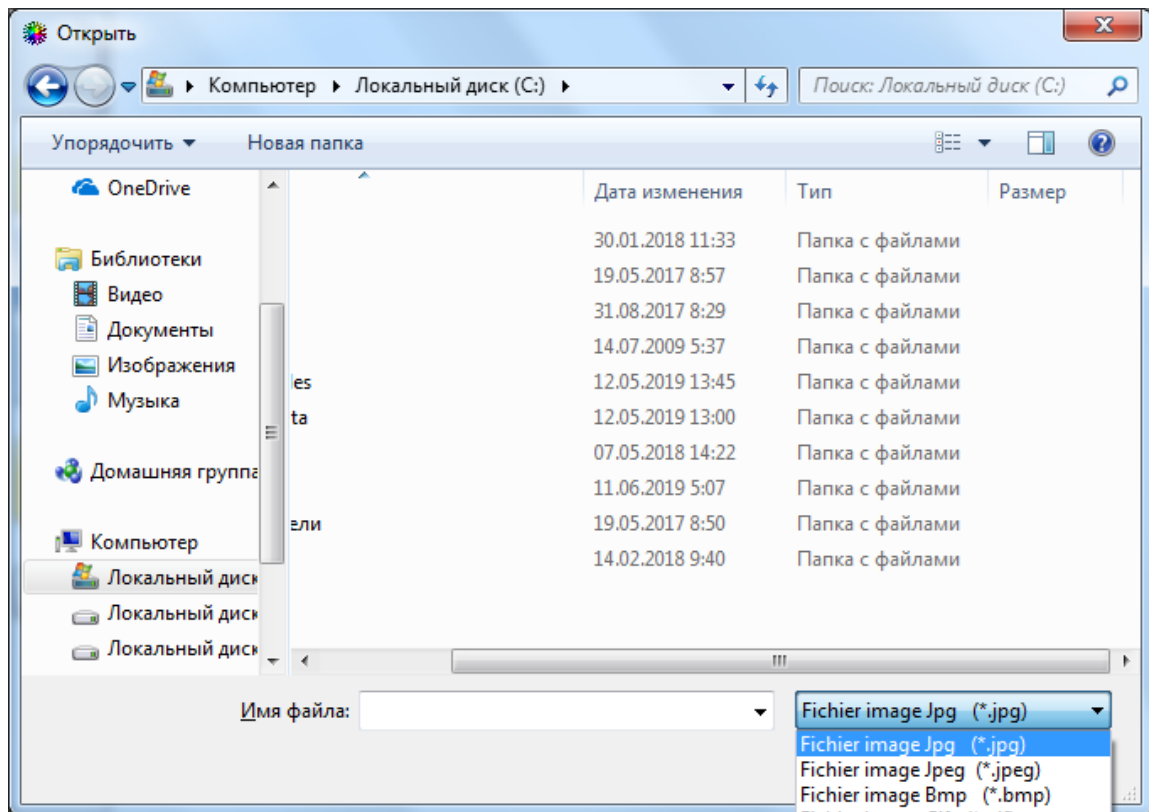 Открыть
Компьютер Локальный диск (C:)
Поиск: Локальный диск (C:)
Упорядочить Новая папка
OneDrive
Дата изменения Тип Размер
30.01.2018 11:33 Папка с файлами
Библиотеки
19.05.2017 8:57 Папка с файлами
Видео
31.08.2017 8:29 Папка с файлами
Документы
14.07.2009 5:37 Папка с файлами
Изображения
les 12.05.2019 13:45 Папка с файлами
Музыка
ta 12.05.2019 13:00 Папка с файлами
07.05.2018 14:22 Папка с файлами
Домашняя группа
11.06.2019 5:07 Папка с файлами
ели 19.05.2017 8:50 Папка с файлами
Компьютер
14.02.2018 9:40 Папка с файлами
Локальный диск
Локальный диск
Локальный диск
Имя файла:
Fichier image Jpg (*.jpg)
Fichier image Jpg (*.jpg)
Fichier image Jpeg (*.jpeg)
Fichier image Bmp (*.bmp)